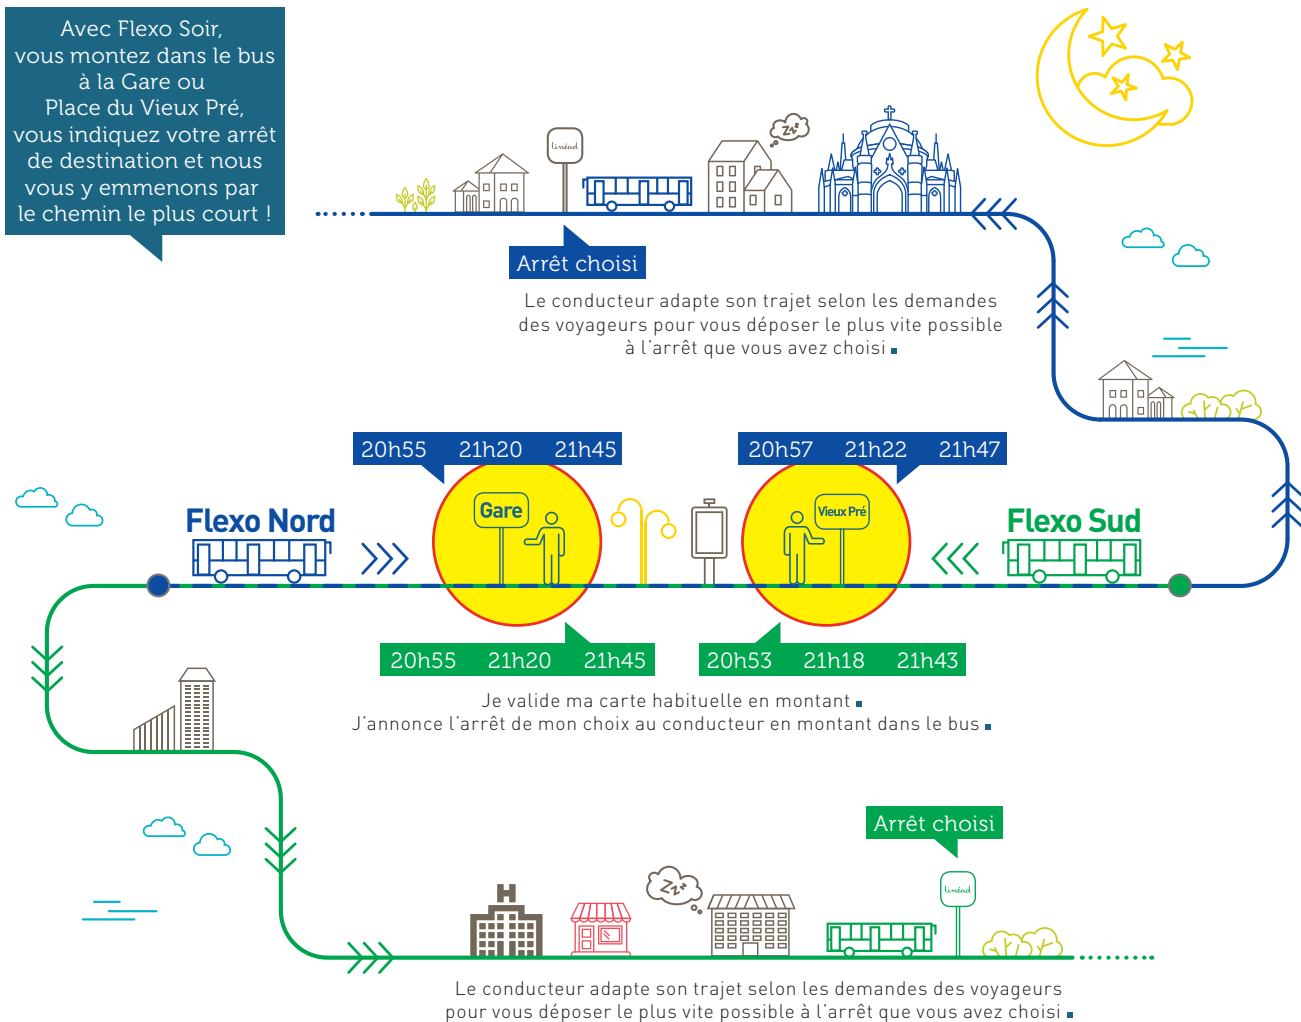 Avec Flexo Soir,
vous montez dans le bus
à la Gare ou
Place du Vieux Pré,
vous indiquez votre arrêt
de destination et nous
vous y emmenons par
le chemin le plus court !
linéad
Zzz
Arrêt choisi
Le conducteur adapte son trajet selon les demandes
des voyageurs pour vous déposer le plus vite possible
à l’arrêt que vous avez choisi
20h55 21h20 21h45
20h57 21h22 21h47
Flexo Nord
Gare
Vieux Pré
Flexo Sud
20h55 21h20 21h45
20h53 21h18 21h43
Je valide ma carte habituelle en montant
J’annonce l’arrêt de mon choix au conducteur en montant dans le bus
Arrêt choisi
H
Zzz
linéad
Le conducteur adapte son trajet selon les demandes des voyageurs
pour vous déposer le plus vite possible à l’arrêt que vous avez choisi